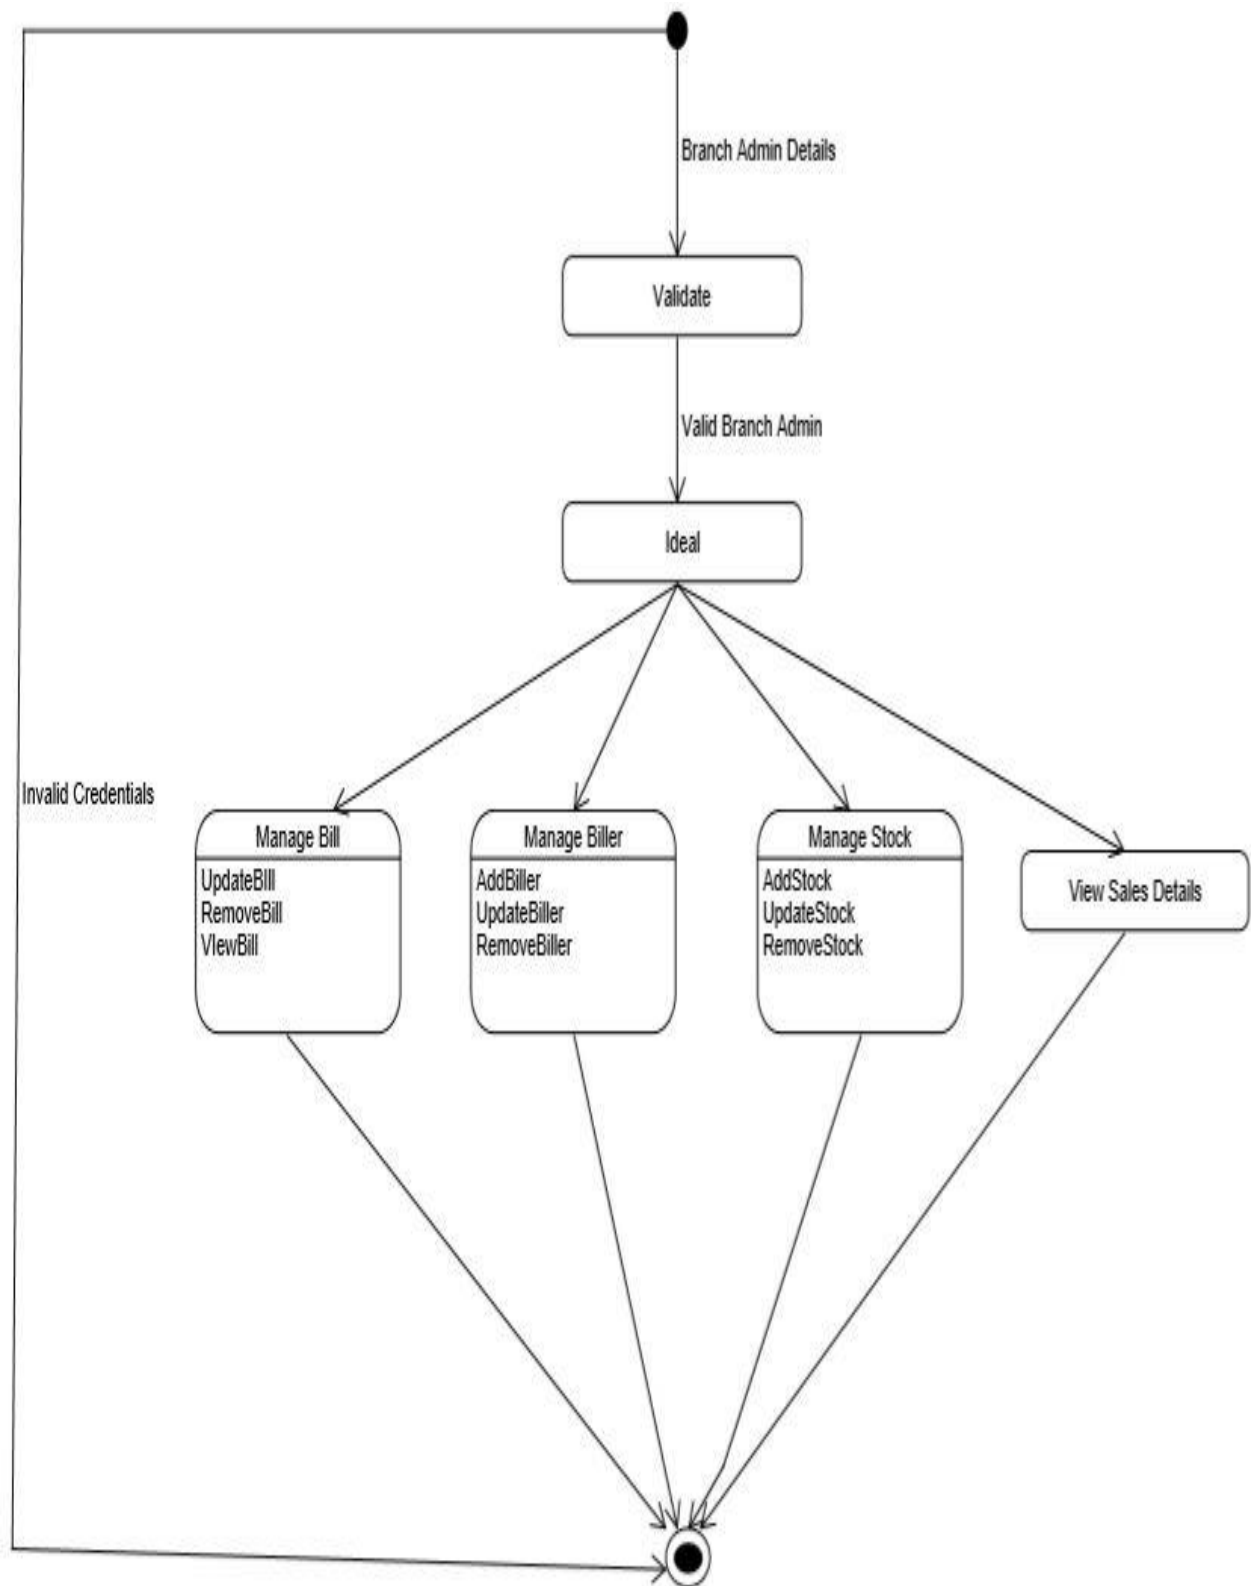 Branch Admin Details
Validate
Valid Branch Admin
Ideal
Invalid Credentials
Manage Bill
UpdateBIll
RemoveBill
VIewBill
Manage Biller
AddBiller
UpdateBiller
RemoveBiller
Manage Stock
AddStock
UpdateStock
RemoveStock
View Sales Details